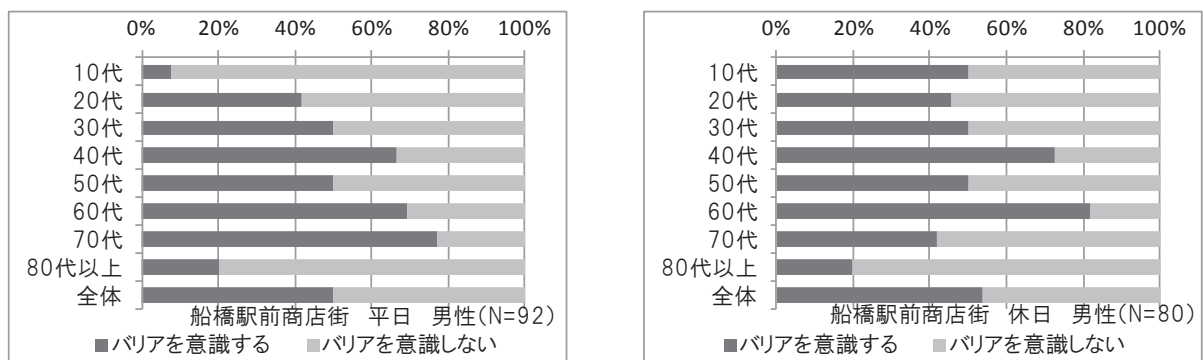 0% 20% 40% 60% 80% 100%
10代
20代
30代
40代
50代
60代
70代
80代以上
全体
船橋駅前商店街 平日 男性(N=92)
■バリアを意識する ■バリアを意識しない
0% 20% 40% 60% 80% 100%
10代
20代
30代
40代
50代
60代
70代
80代以上
全体
船橋駅前商店街 休日 男性(N=80)
■バリアを意識する ■バリアを意識しない